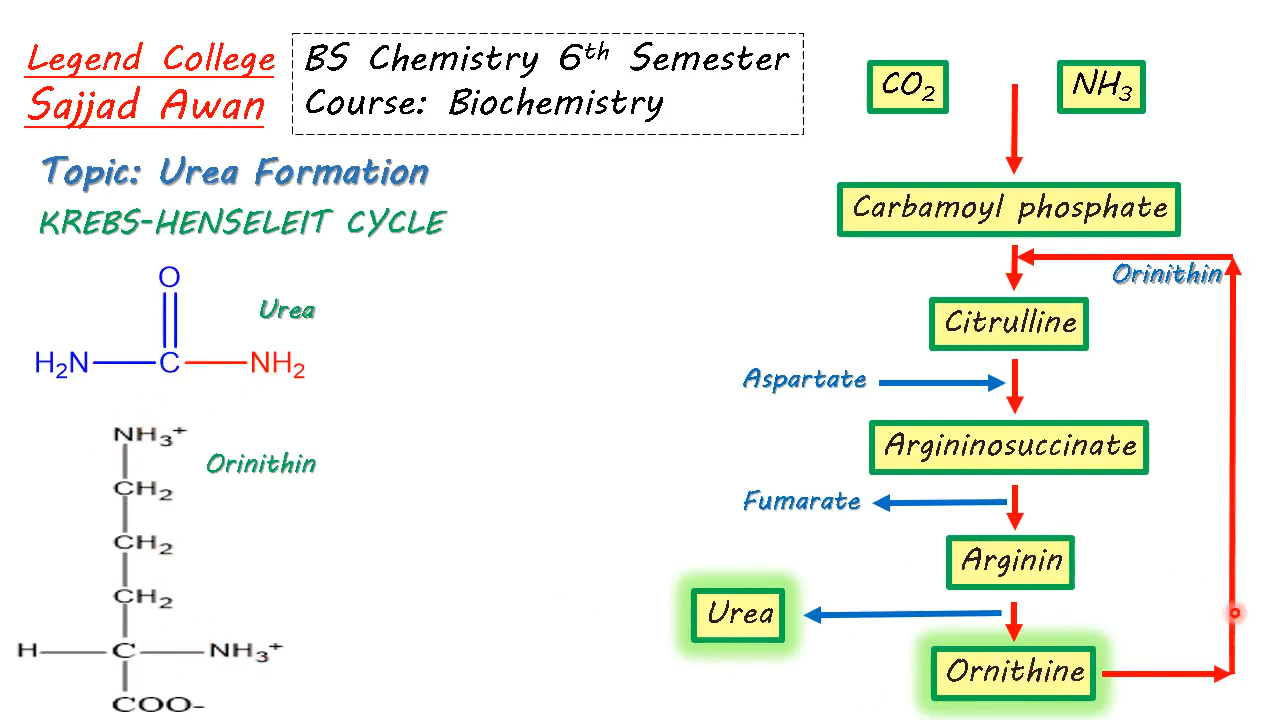 Legend College
Sajjad Awan
BS Chemistry 6th Semester
Course: Biochemistry
Topic: Urea Formation
KREBS-HENSELEIT CYCLE
O
Urea
H2N C NH2
NH3+
Orinithin
CH2
CH2
CH2
H C NH3+
COO-
CO2
NH3
Carbamoyl phosphate
Orinithin
Citrulline
Aspartate
Argininosuccinate
Fumarate
Arginin
Urea
Ornithine